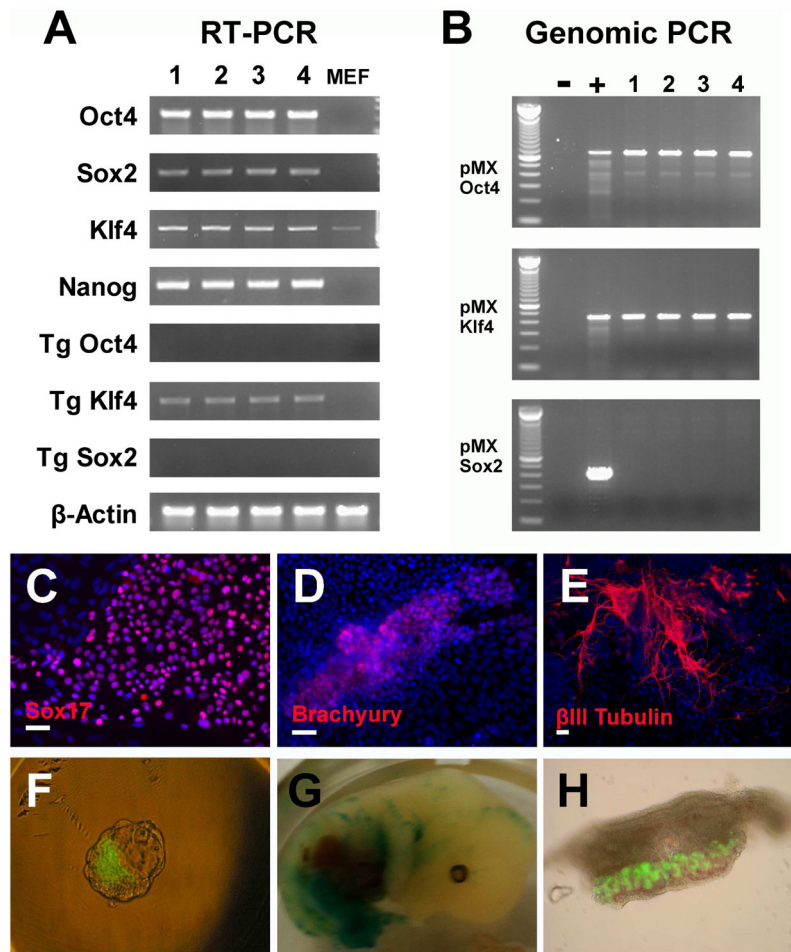 A RT-PCR
1 2 3 4 MEF
Oct4
Sox2
Klf4
Nanog
Tg Oct4
Tg Klf4
Tg Sox2
β-Actin
B Genomic PCR
- + 1 2 3 4
pMX
Oct4
pMX
Klf4
pMX
Sox2
C
Sox17
D
Brachyury
E
βIII Tubulin
F
G
H